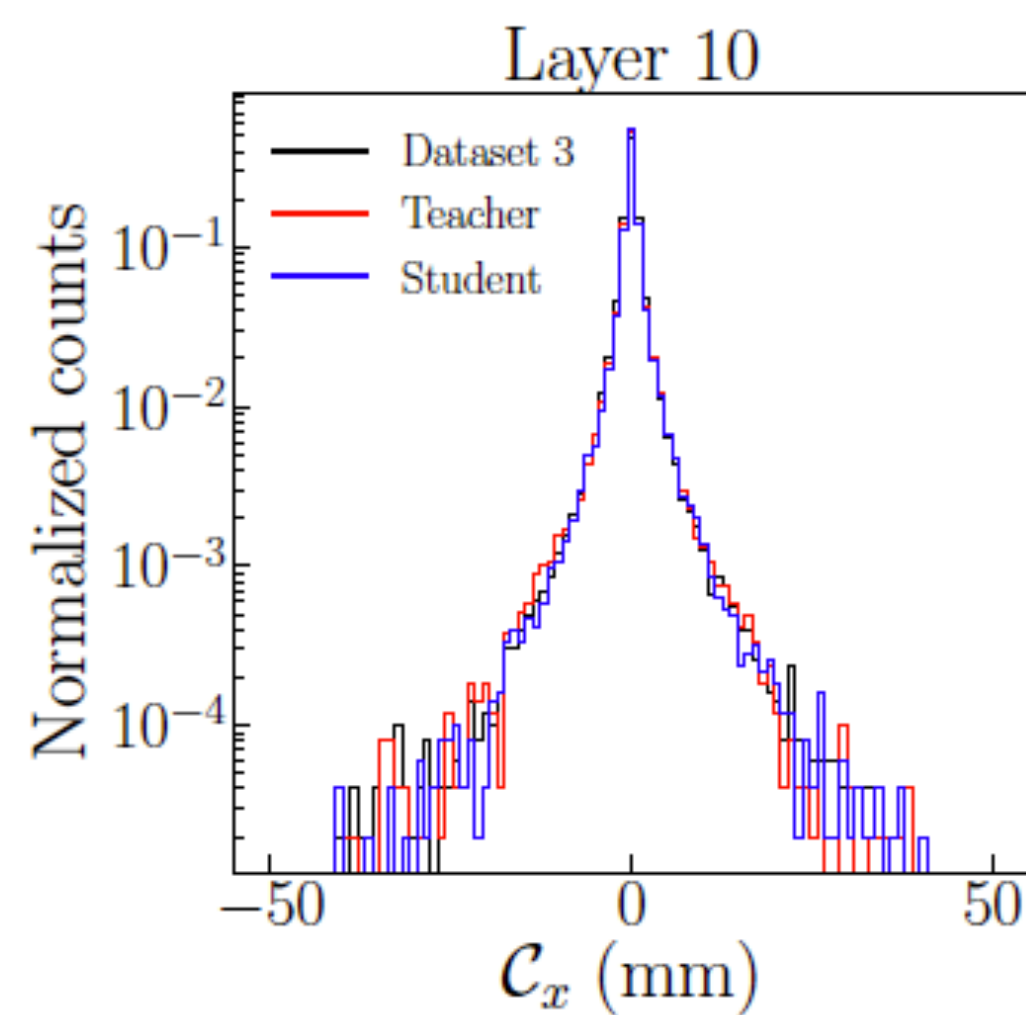 Layer 10
Dataset 3
Teacher
Student
Normalized counts
10⁻¹
10⁻²
10⁻³
10⁻⁴
−50 0 50
𝒞ₓ (mm)